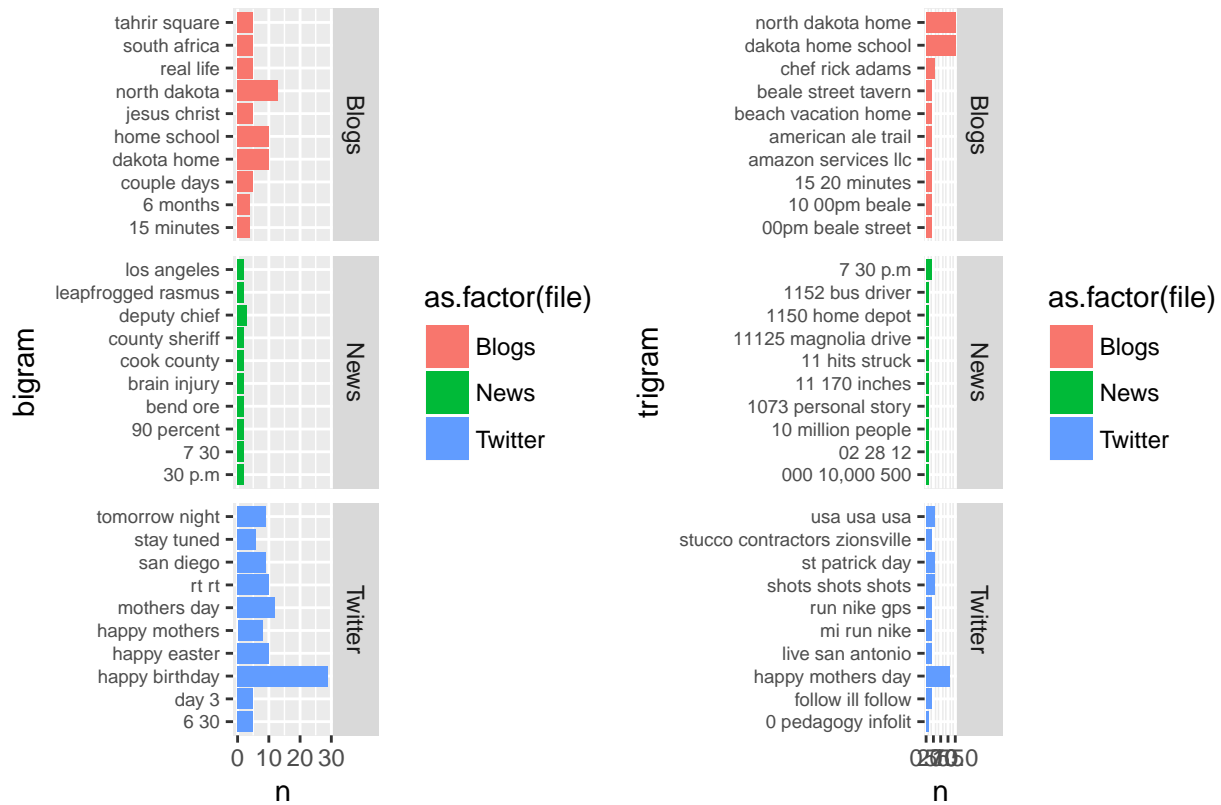 tahrir square
south africa
real life
north dakota
jesus christ
home school
dakota home
couple days
6 months
15 minutes
Blogs
los angeles
leapfrogged rasmus
deputy chief
county sheriff
cook county
brain injury
bend ore
90 percent
7 30
30 p.m
News
tomorrow night
stay tuned
san diego
rt rt
mothers day
happy mothers
happy easter
happy birthday
day 3
6 30
Twitter
0 10 20 30
n
bigram
as.factor(file)
Blogs
News
Twitter
north dakota home
dakota home school
chef rick adams
beale street tavern
beach vacation home
american ale trail
amazon services llc
15 20 minutes
10 00pm beale
00pm beale street
Blogs
7 30 p.m
1152 bus driver
1150 home depot
11125 magnolia drive
11 hits struck
11 170 inches
1073 personal story
10 million people
02 28 12
000 10,000 500
News
usa usa usa
stucco contractors zionsville
st patrick day
shots shots shots
run nike gps
mi run nike
live san antonio
happy mothers day
follow ill follow
0 pedagogy infolit
Twitter
n
trigram
as.factor(file)
Blogs
News
Twitter